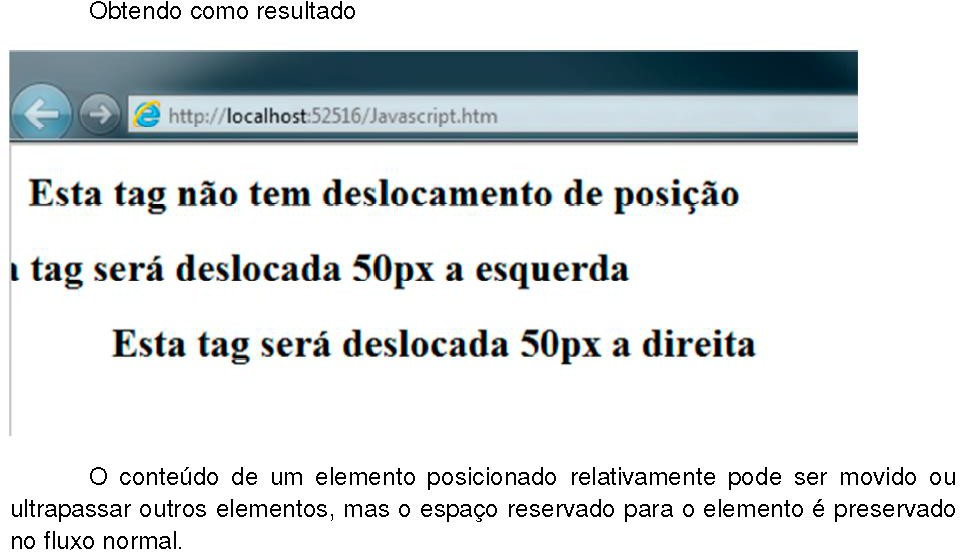 Obtendo como resultado
http://localhost:52516/Javascript.htm
Esta tag não tem deslocamento de posição
tag será deslocada 50px a esquerda
Esta tag será deslocada 50px a direita
O conteúdo de um elemento posicionado relativamente pode ser movido ou
ultrapassar outros elementos, mas o espaço reservado para o elemento é preservado
no fluxo normal.